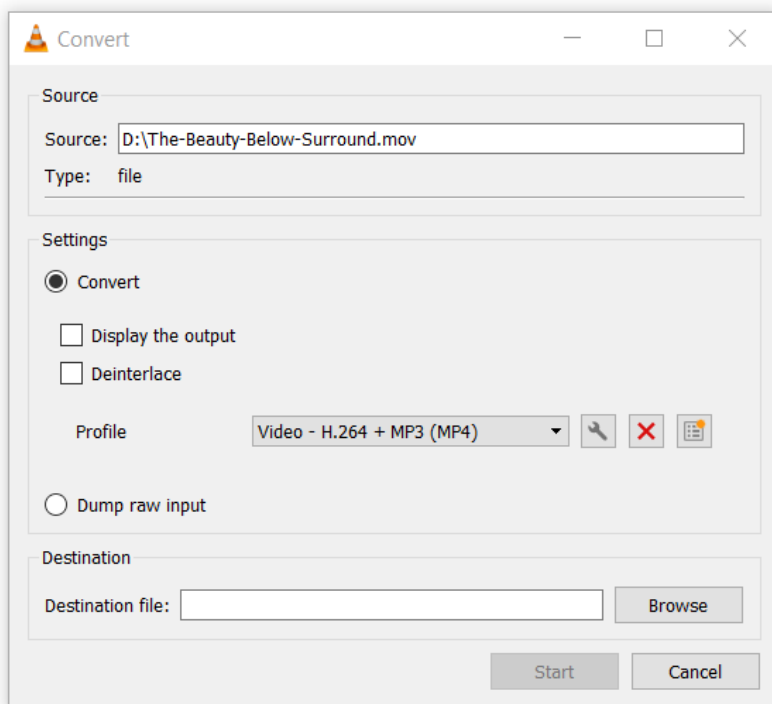 Convert
Source
Source: D:\The-Beauty-Below-Surround.mov
Type: file
Settings
Convert
Display the output
Deinterlace
Profile Video - H.264 + MP3 (MP4)
Dump raw input
Destination
Destination file: Browse
Start Cancel